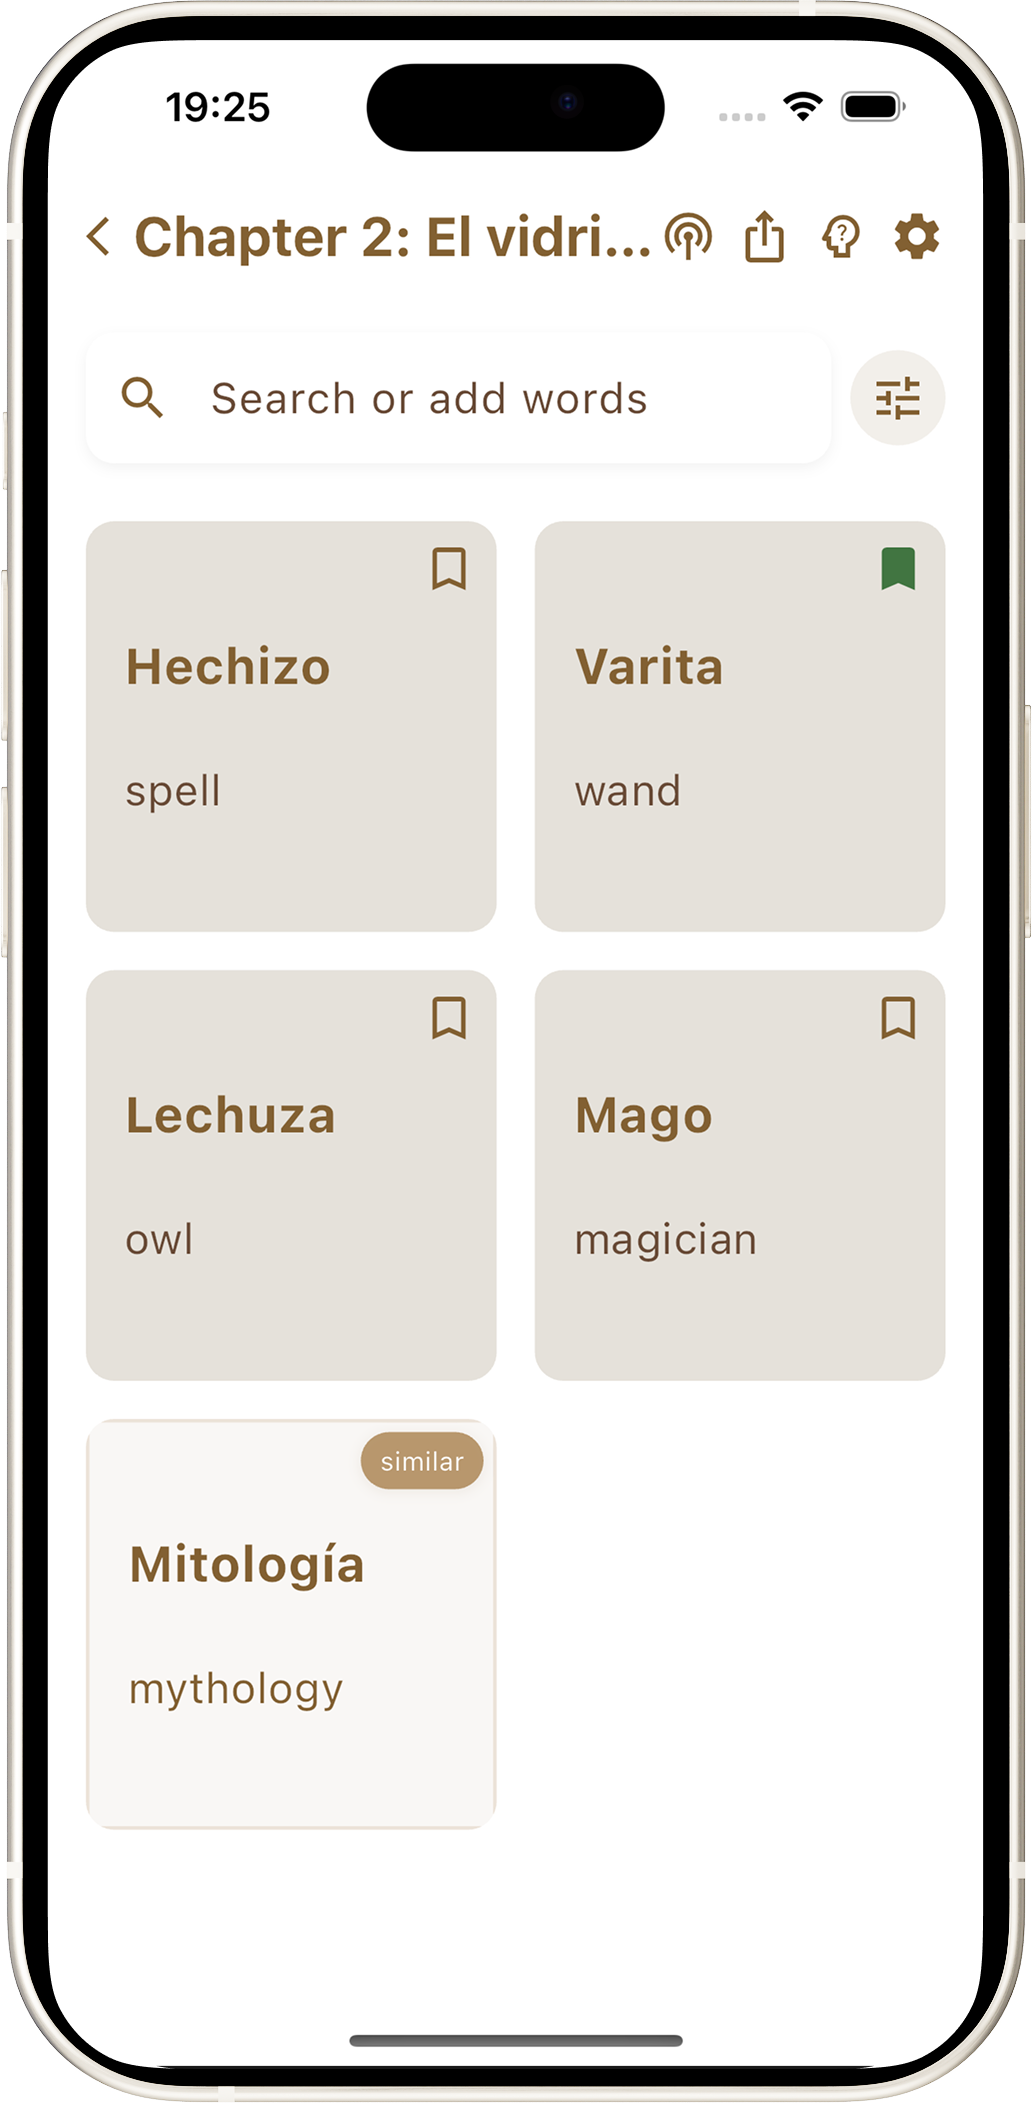 19:25
Chapter 2: El vidri...
Search or add words
Hechizo
spell
Varita
wand
Lechuza
owl
Mago
magician
similar
Mitología
mythology